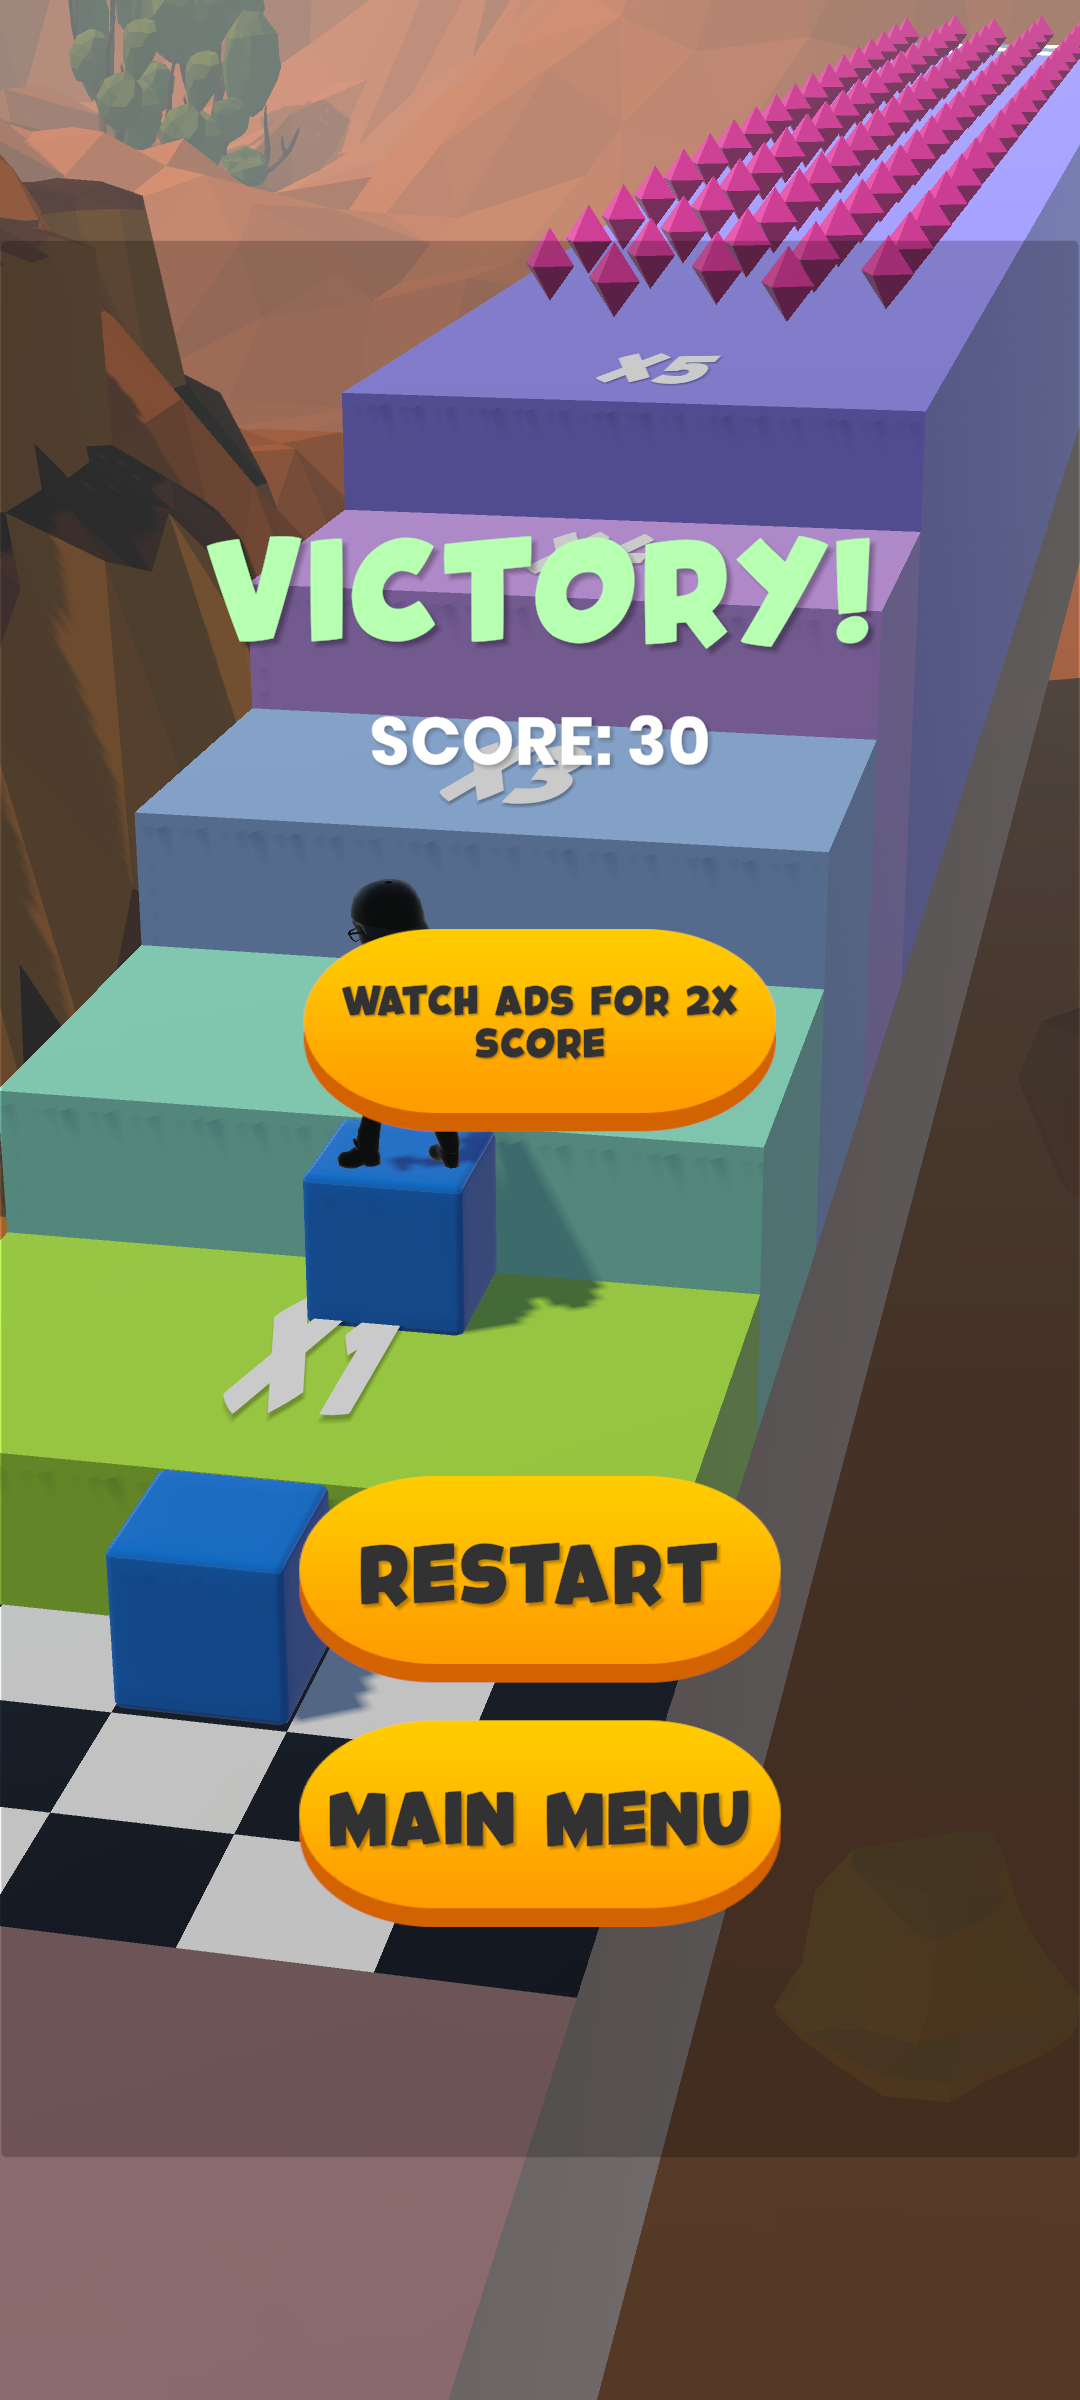 X5
VICTORY!
SCORE: 30
X3
WATCH ADS FOR 2X
SCORE
X1
RESTART
MAIN MENU